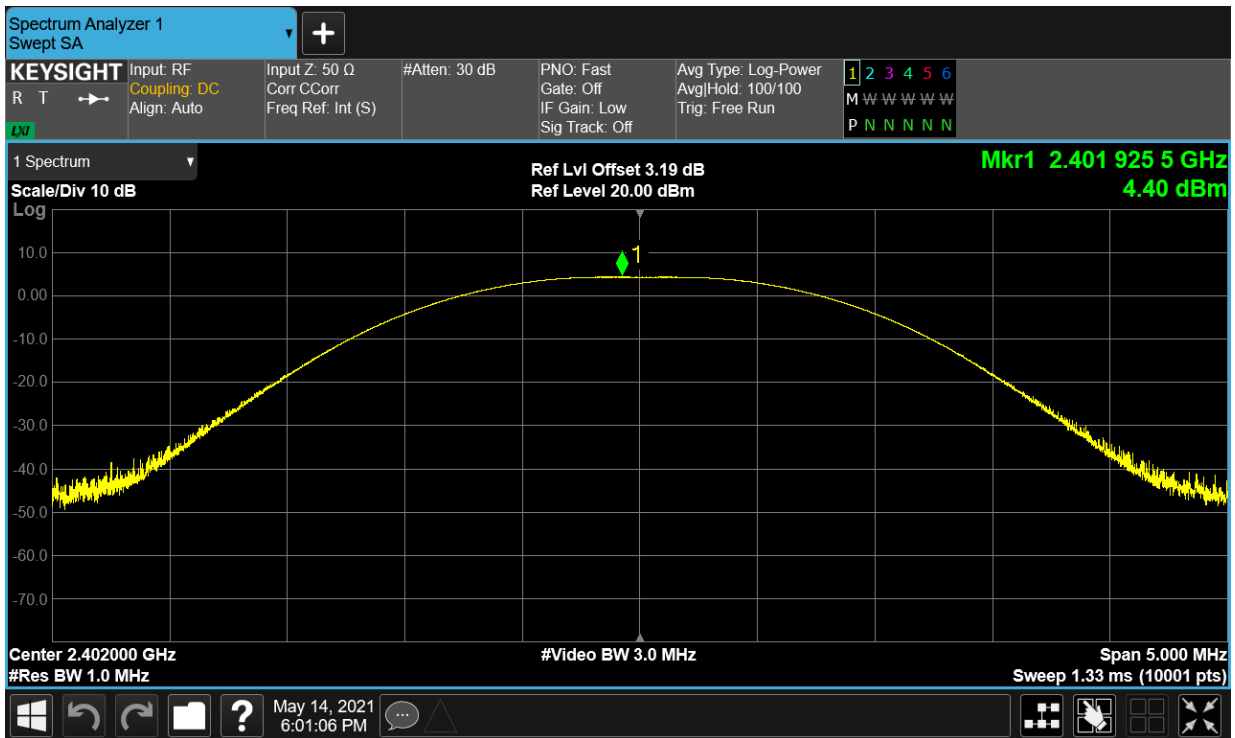 Spectrum Analyzer 1
Swept SA
KEYSIGHT
R T
LXI
Input: RF
Coupling: DC
Align: Auto
Input Z: 50 Ω
Corr CCorr
Freq Ref: Int (S)
#Atten: 30 dB
PNO: Fast
Gate: Off
IF Gain: Low
Sig Track: Off
Avg Type: Log-Power
Avg|Hold: 100/100
Trig: Free Run
1 2 3 4 5 6
M W W W W W
P N N N N N
1 Spectrum
Scale/Div 10 dB
Log
Ref Lvl Offset 3.19 dB
Ref Level 20.00 dBm
Mkr1 2.401 925 5 GHz
4.40 dBm
1
10.0
0.00
-10.0
-20.0
-30.0
-40.0
-50.0
-60.0
-70.0
Center 2.402000 GHz
#Res BW 1.0 MHz
#Video BW 3.0 MHz
Span 5.000 MHz
Sweep 1.33 ms (10001 pts)
?
May 14, 2021
6:01:06 PM